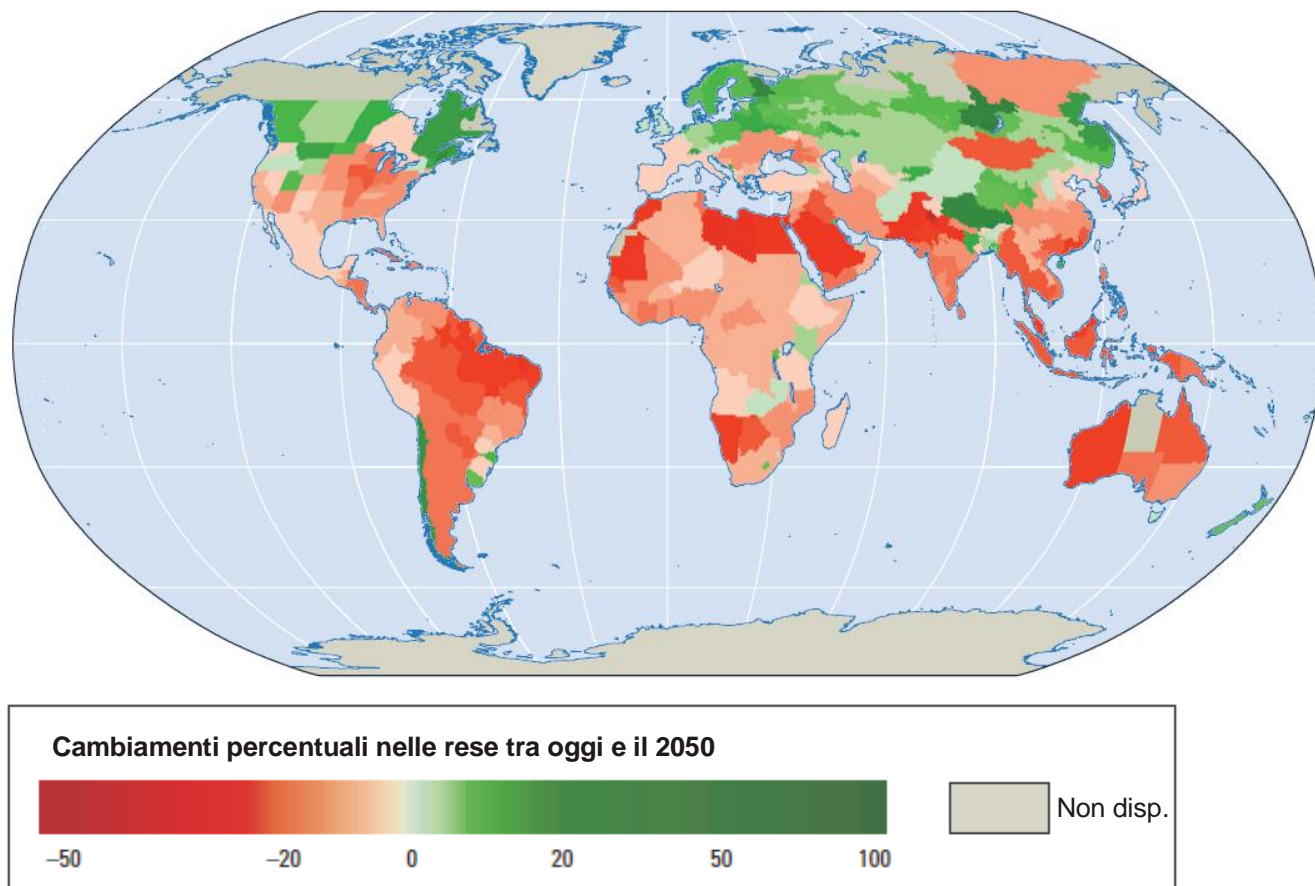 Cambiamenti percentuali nelle rese tra oggi e il 2050
Non disp.
–50 –20 0 20 50 100